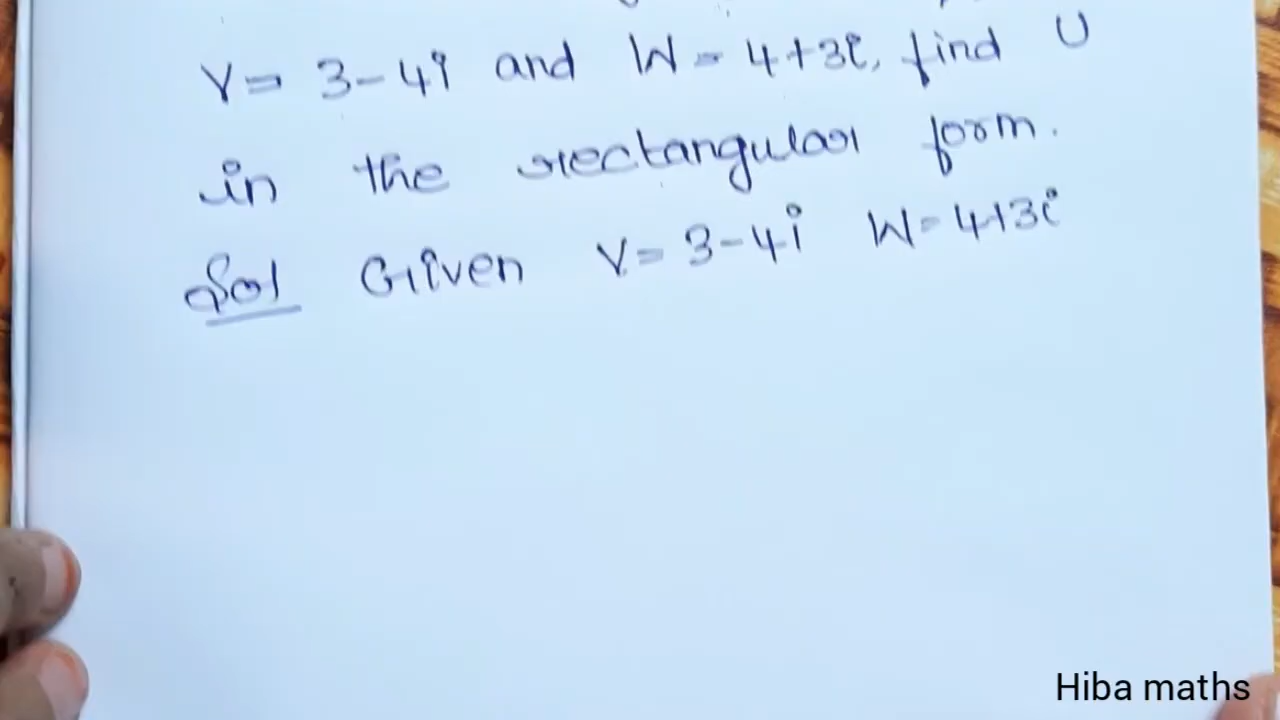 V = 3-4i and W = 4+3i, find U
in the rectangular form.
Sol Given V = 3-4i W = 4+3i
Hiba maths